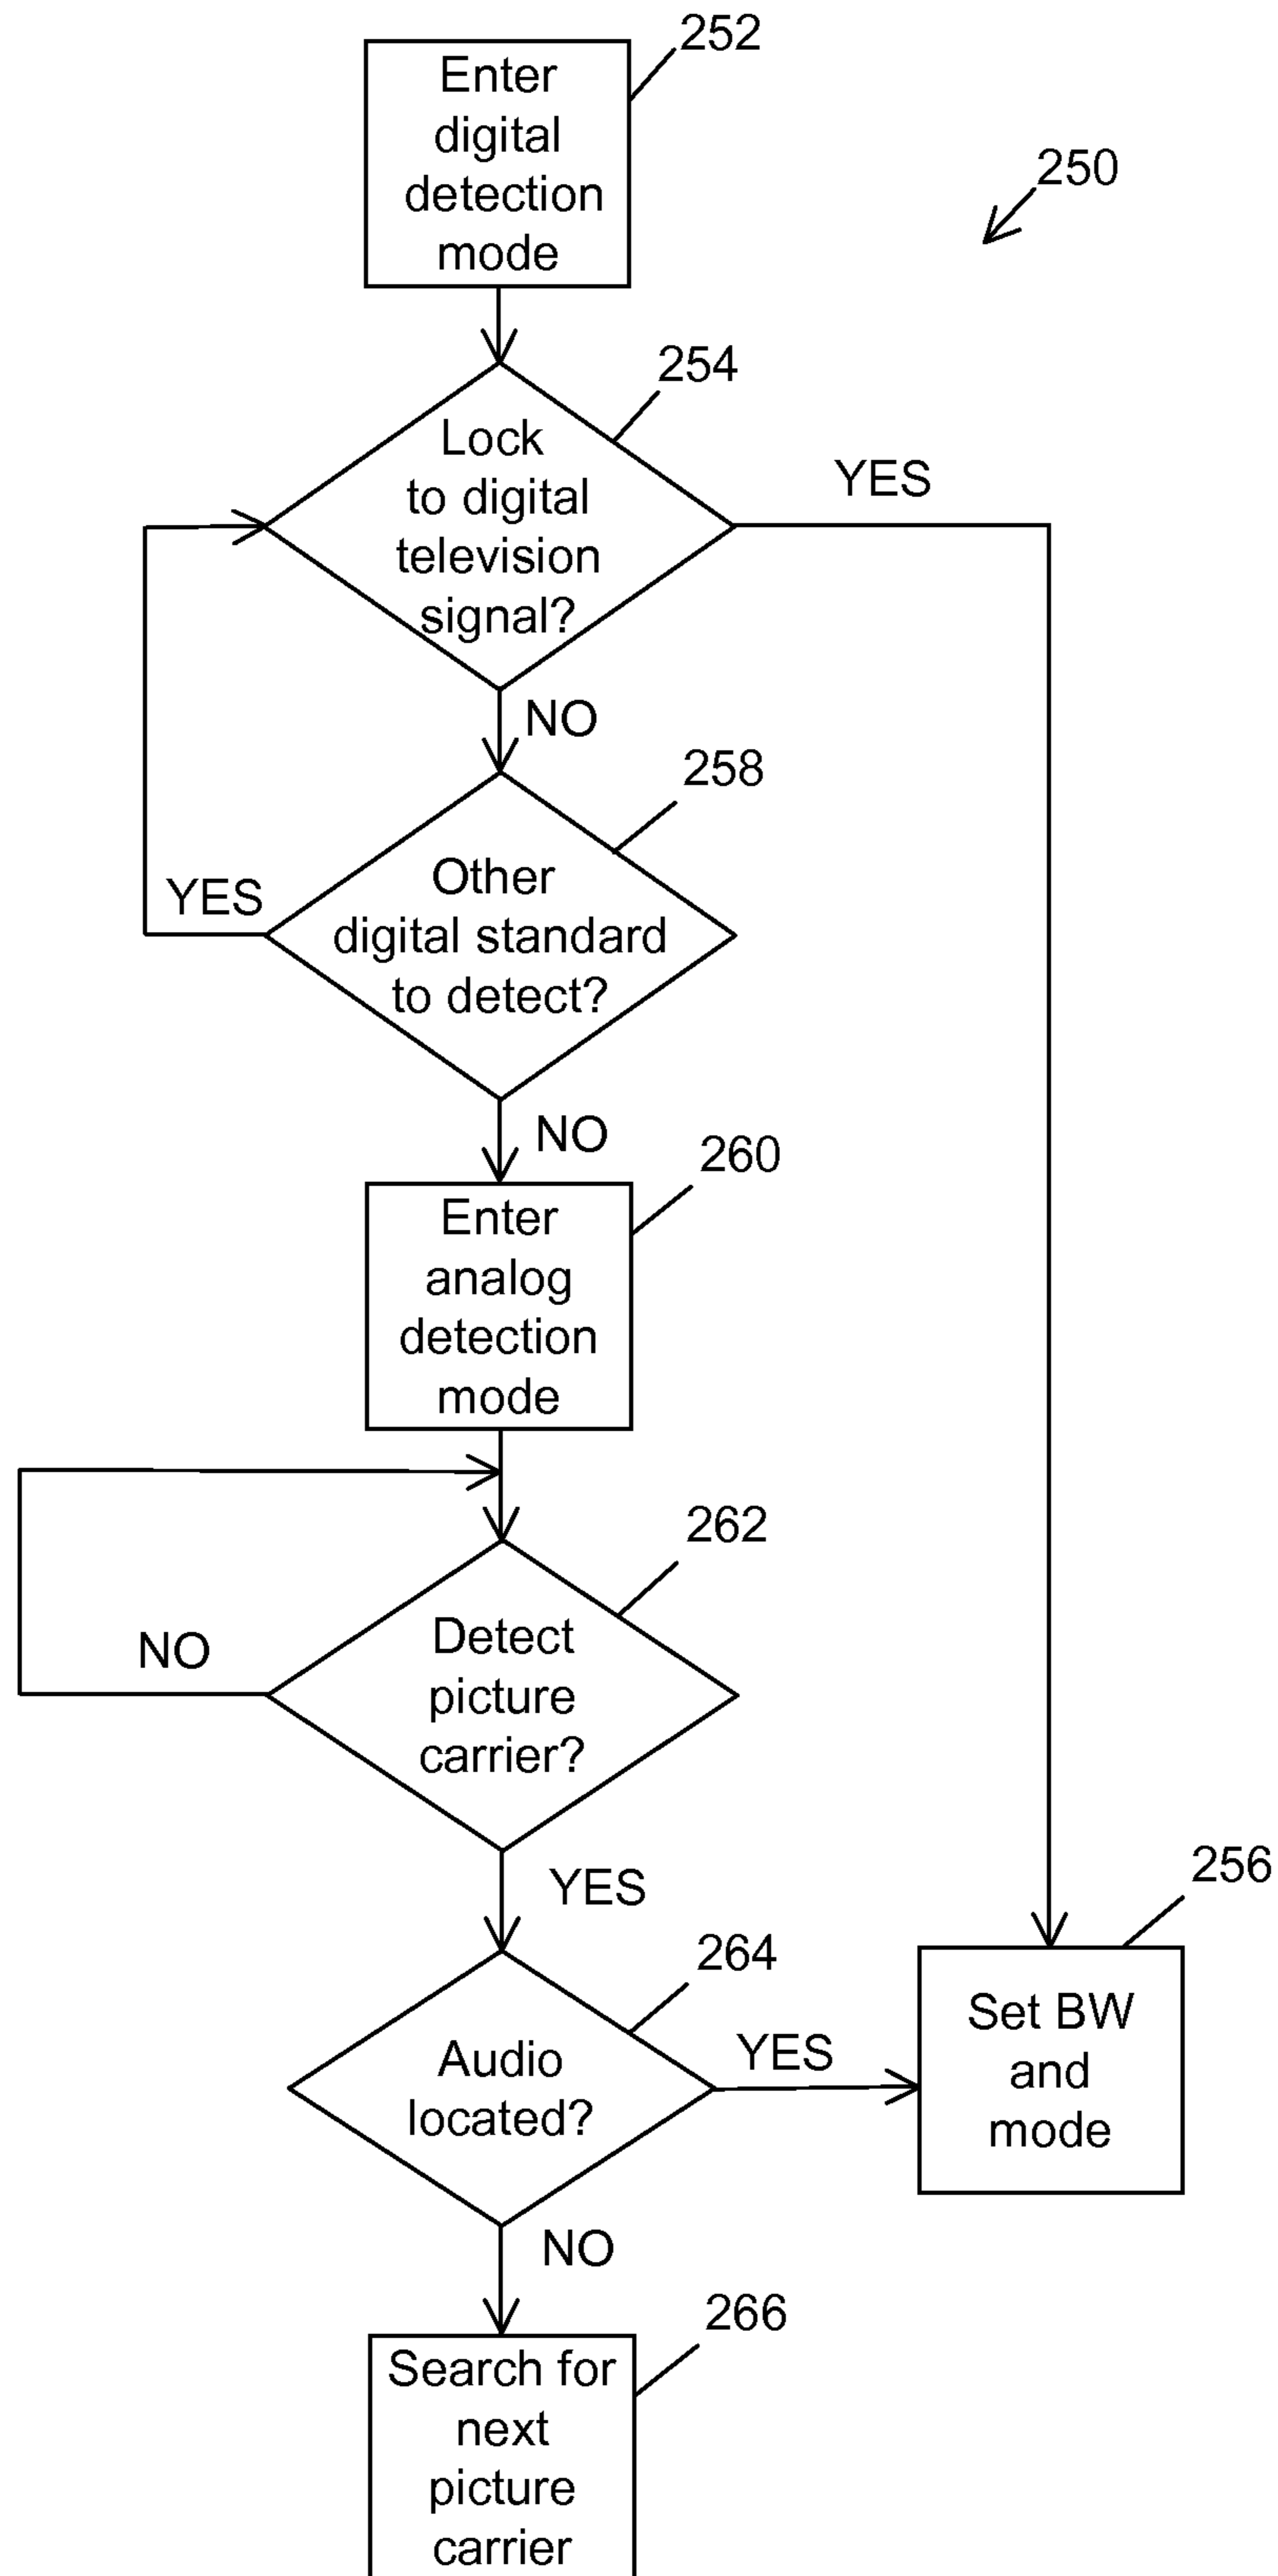 252
Enter
digital
detection
mode
250
254
Lock
to digital
television
signal?
YES
NO
258
Other
digital standard
to detect?
YES
NO
260
Enter
analog
detection
mode
262
Detect
picture
carrier?
NO
YES
256
264
Audio
located?
YES
Set BW
and
mode
NO
266
Search for
next
picture
carrier